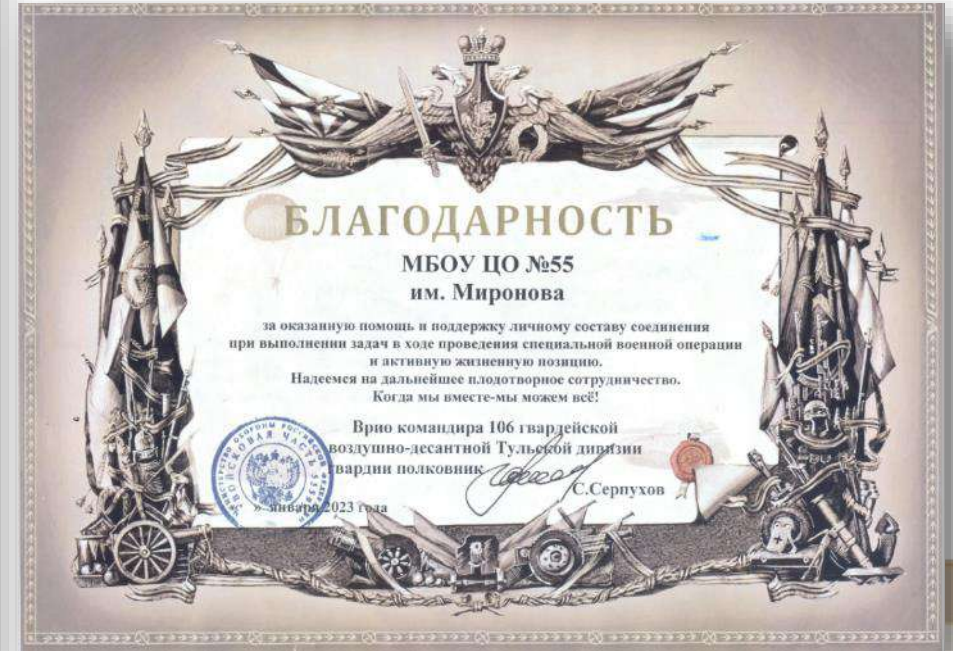 БЛАГОДАРНОСТЬ
МБОУ ЦО №55
им. Миронова
за оказанную помощь и поддержку личному составу соединения
при выполнении задач в ходе проведения специальной военной операции
и активную жизненную позицию.
Надеемся на дальнейшее плодотворное сотрудничество.
Когда мы вместе-мы можем всё!
Врио командира 106 гвардейской
воздушно-десантной Тульской дивизии
гвардии полковник
С.Серпухов
» января 2023 года
ВОЙСКОВАЯ ЧАСТЬ